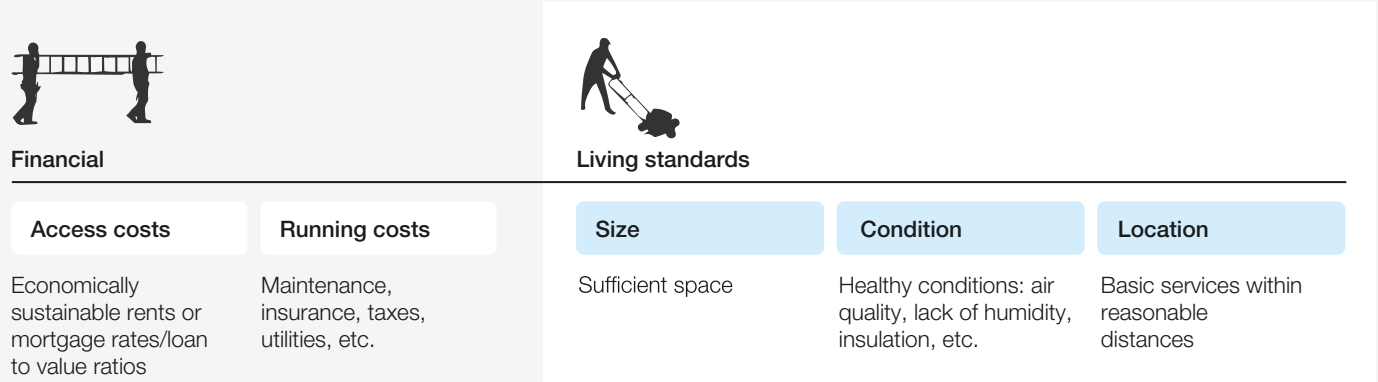 Financial
Living standards
Access costs
Running costs
Size
Condition
Location
Economically
sustainable rents or
mortgage rates/loan
to value ratios
Maintenance,
insurance, taxes,
utilities, etc.
Sufficient space
Healthy conditions: air
quality, lack of humidity,
insulation, etc.
Basic services within
reasonable
distances